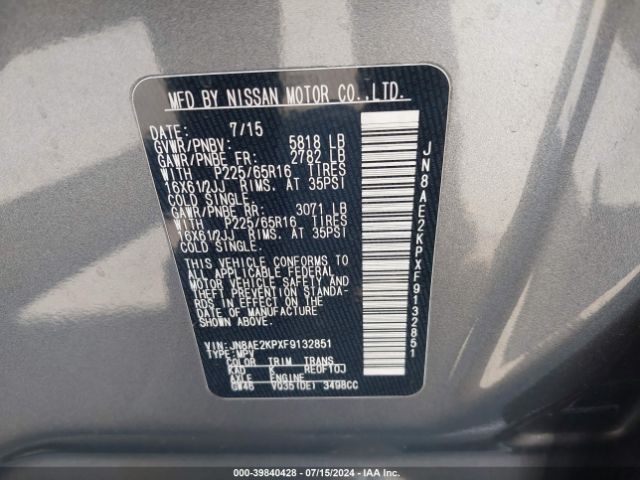 MFD BY NISSAN MOTOR CO.,LTD.
DATE: 7/15
GVWR/PNBV: 5818 LB
GAWR/PNBE FR: 2782 LB
WITH P225/65R16 TIRES
16X61/2JJ RIMS. AT 35PSI
COLD SINGLE.
GAWR/PNBE RR: 3071 LB
WITH P225/65R16 TIRES
16X61/2JJ RIMS. AT 35PSI
COLD SINGLE.
THIS VEHICLE CONFORMS TO
ALL APPLICABLE FEDERAL
MOTOR VEHICLE SAFETY AND
THEFT PREVENTION STANDA-
RDS IN EFFECT ON THE
DATE OF MANUFACTURE
SHOWN ABOVE.
VIN: JN8AE2KPXF9132851
TYPE: MPV
COLOR TRIM TRANS
KAD K RE0F10J
AXLE ENGINE
GW46 VQ35(DE) 3498CC
JN8AE2KPXF9132851
000-39840428 - 07/15/2024 - IAA Inc.